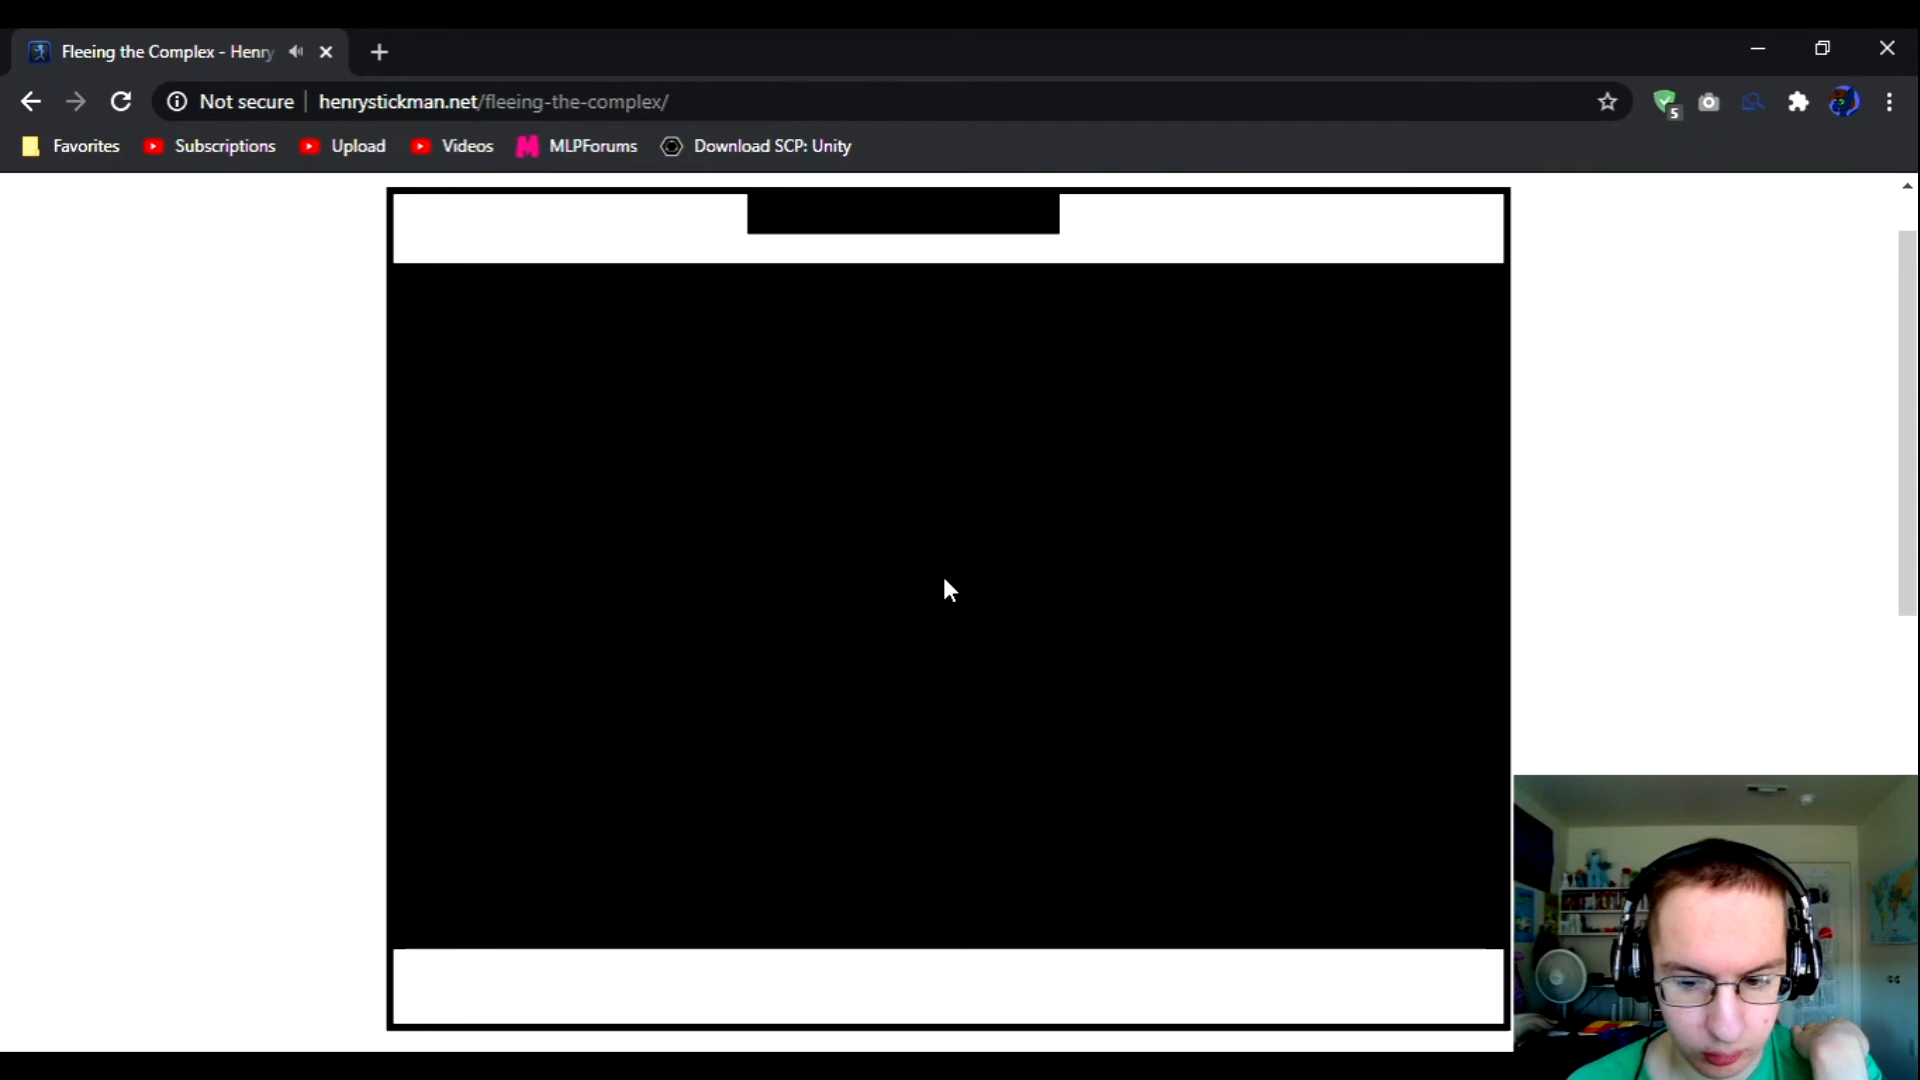 Fleeing the Complex - Henry
Not secure henrystickman.net/fleeing-the-complex/
5
Favorites Subscriptions Upload Videos MLPForums Download SCP: Unity